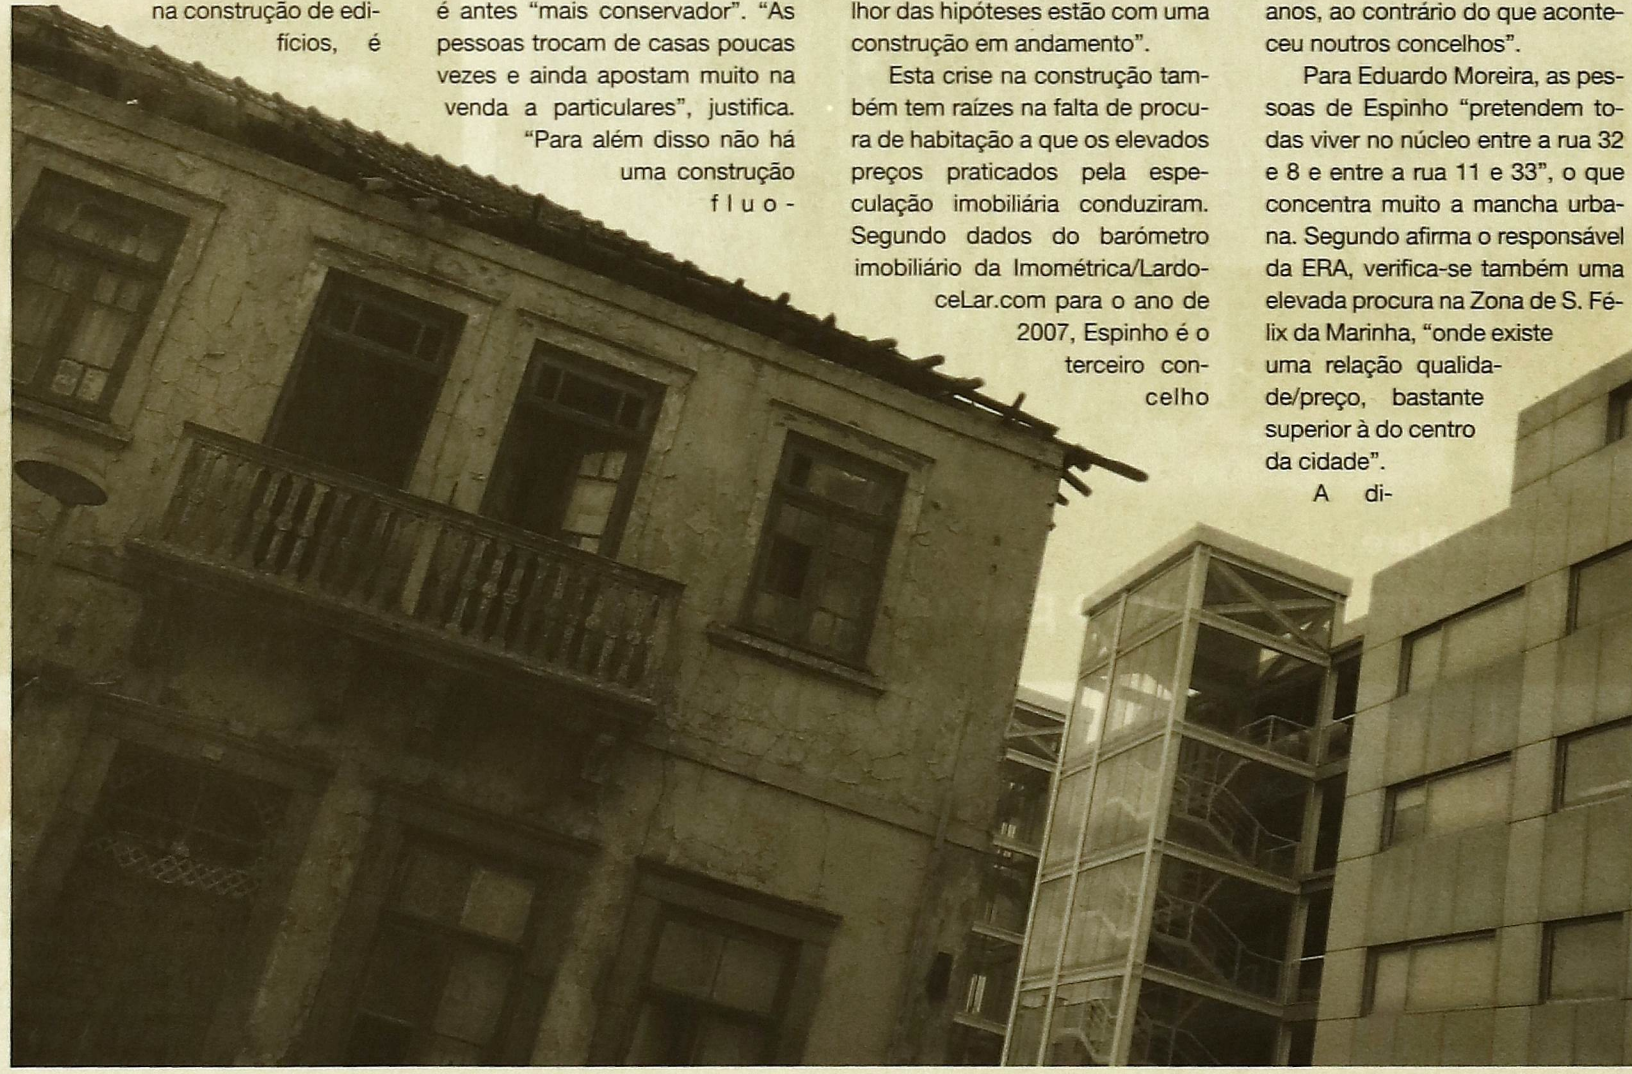 na construção de edi-
fícios, é
é antes “mais conservador”. “As
pessoas trocam de casas poucas
vezes e ainda apostam muito na
venda a particulares”, justifica.
“Para além disso não há
uma construção
fluo-
lhor das hipóteses estão com uma
construção em andamento”.
Esta crise na construção tam-
bém tem raízes na falta de procu-
ra de habitação a que os elevados
preços praticados pela espe-
culação imobiliária conduziram.
Segundo dados do barómetro
imobiliário da Imométrica/Lardo-
ceLar.com para o ano de
2007, Espinho é o
terceiro con-
celho
anos, ao contrário do que aconte-
ceu noutros concelhos”.
Para Eduardo Moreira, as pes-
soas de Espinho “pretendem to-
das viver no núcleo entre a rua 32
e 8 e entre a rua 11 e 33”, o que
concentra muito a mancha urba-
na. Segundo afirma o responsável
da ERA, verifica-se também uma
elevada procura na Zona de S. Fé-
lix da Marinha, “onde existe
uma relação qualida-
de/preço, bastante
superior à do centro
da cidade”.
A di-